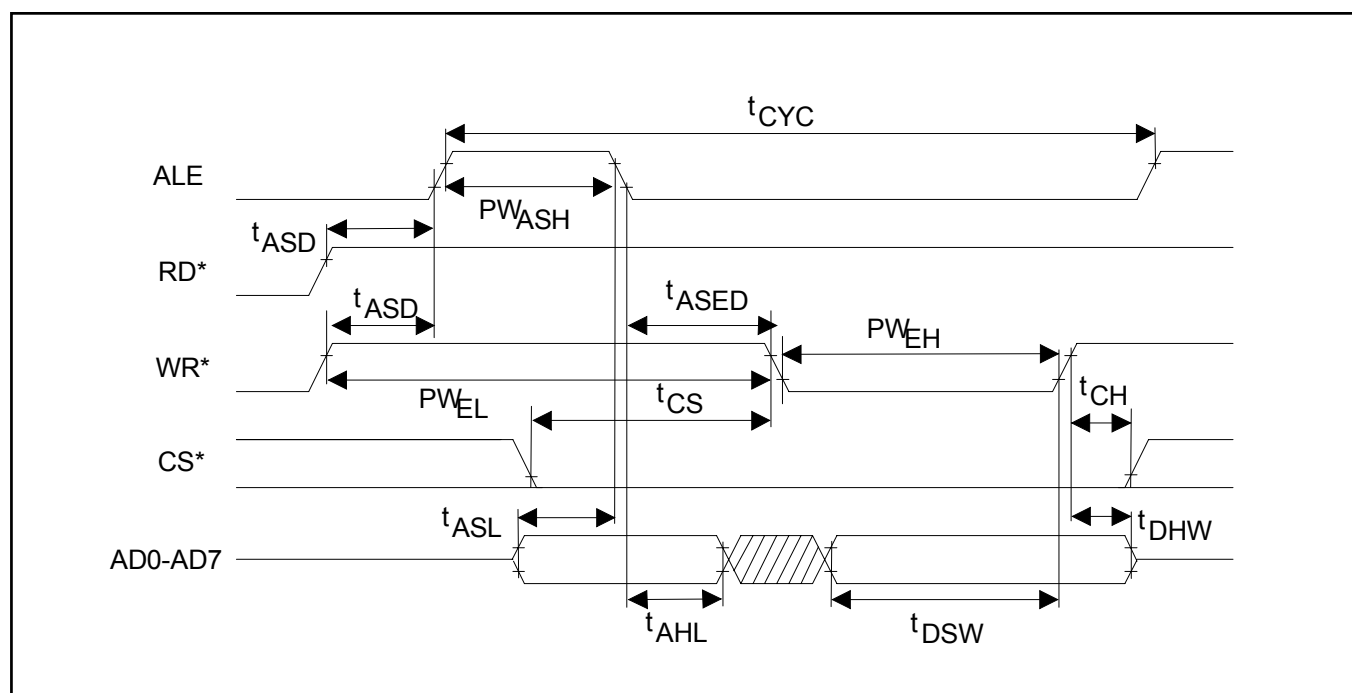 tCYC
ALE
PWASH
tASD
RD*
tASD
tASED
PWEH
WR*
PWEL
tCS
tCH
CS*
tASL
tDHW
AD0-AD7
tAHL
tDSW